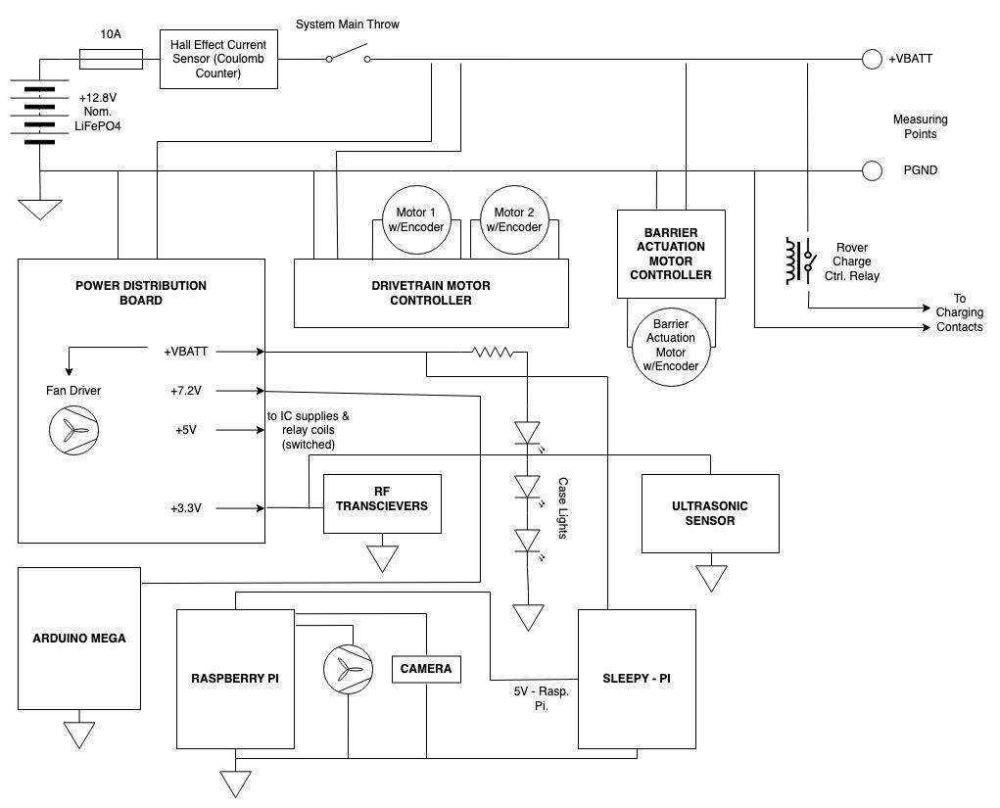 System Main Throw
10A
Hall Effect Current
Sensor (Coulomb
Counter)
+VBATT
+12.8V
Nom.
LiFePO4
Measuring
Points
PGND
Motor 1
w/Encoder
Motor 2
w/Encoder
BARRIER
ACTUATION
MOTOR
CONTROLLER
Rover
Charge
Ctrl. Relay
To
Charging
Contacts
POWER DISTRIBUTION
BOARD
DRIVETRAIN MOTOR
CONTROLLER
Barrier
Actuation
Motor
w/Encoder
+VBATT
Fan Driver
+7.2V
+5V
to IC supplies &
relay coils
(switched)
+3.3V
RF
TRANSCIEVERS
Case Lights
ULTRASONIC
SENSOR
ARDUINO MEGA
RASPBERRY PI
CAMERA
5V - Rasp.
Pi.
SLEEPY - PI